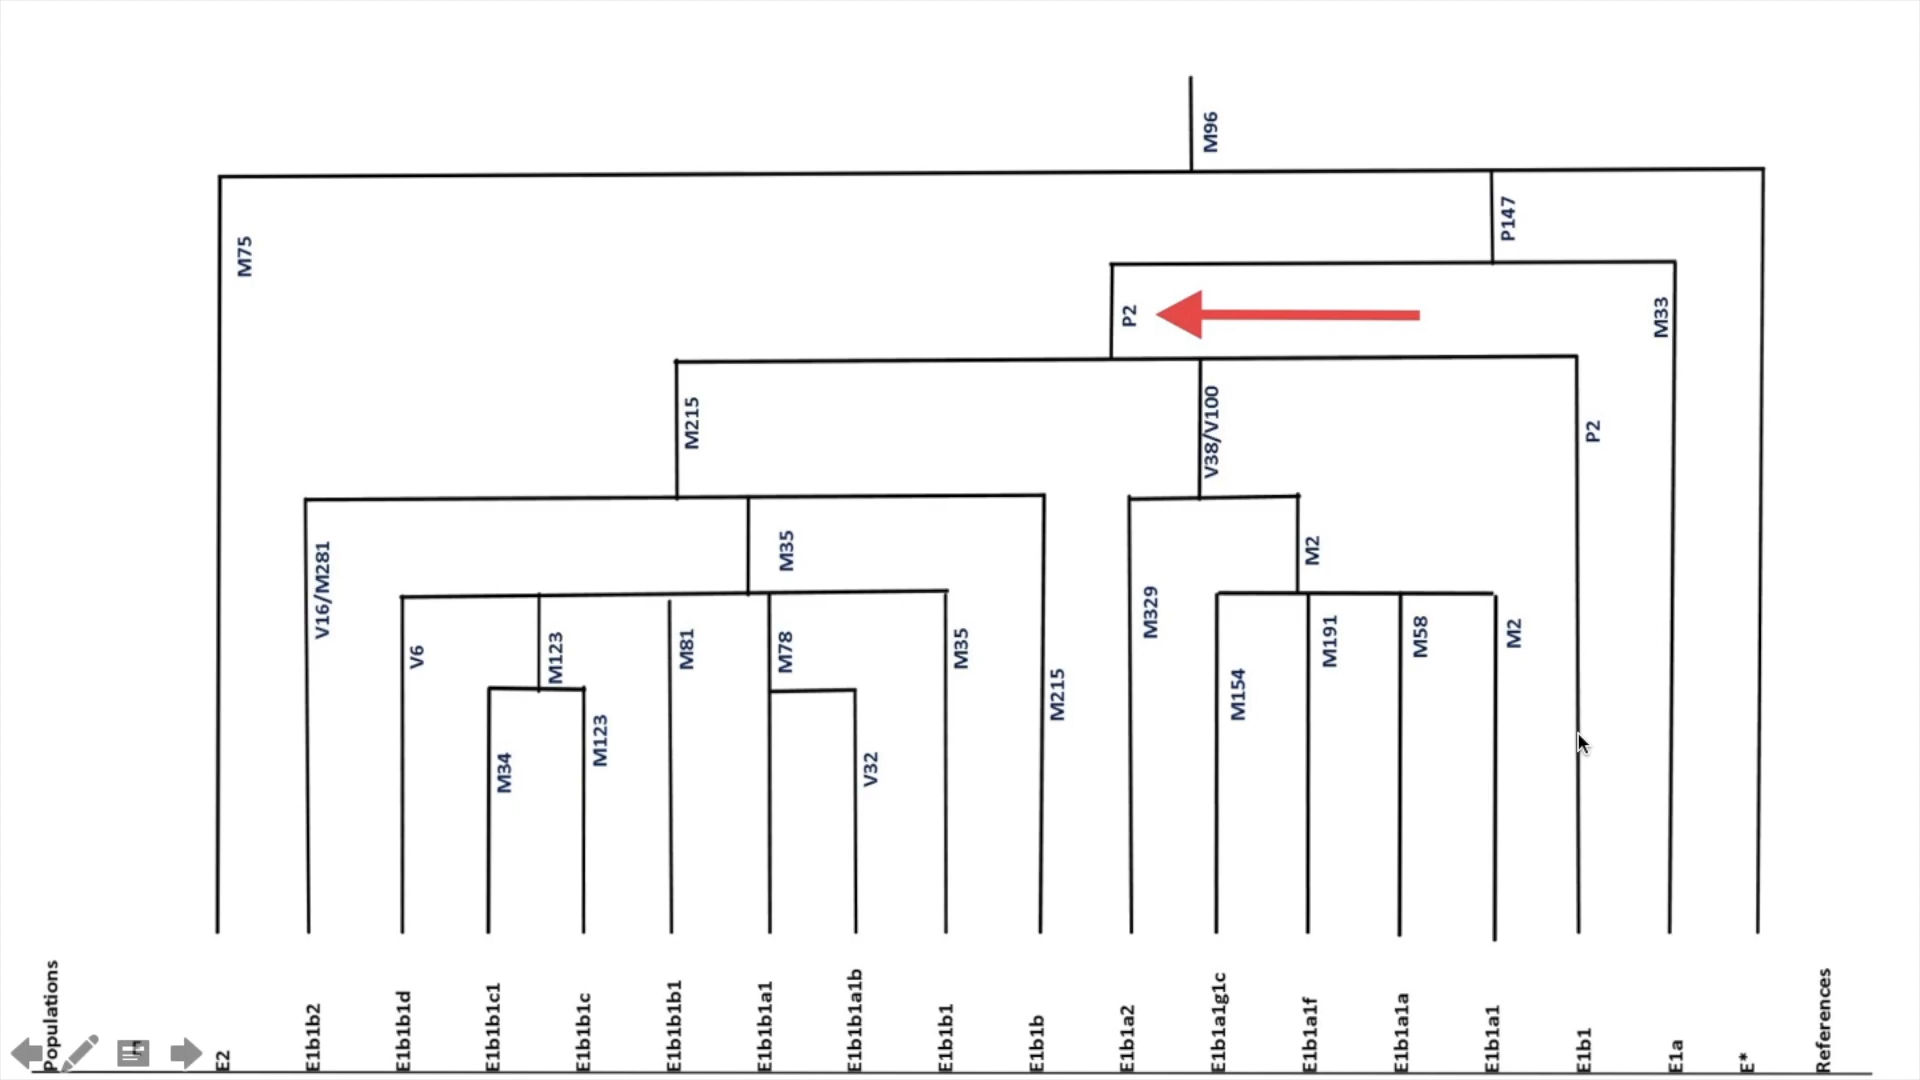 M96
P147
M75
P2
M33
M215
V38/V100
P2
V16/M281
M35
M2
V6
M123
M81
M78
M35
M215
M329
M154
M191
M58
M2
M34
M123
V32
Populations
E2
E1b1b2
E1b1b1d
E1b1b1c1
E1b1b1c
E1b1b1b1
E1b1b1a1
E1b1b1a1b
E1b1b1
E1b1b
E1b1a2
E1b1a1g1c
E1b1a1f
E1b1a1a
E1b1a1
E1b1
E1a
E*
References